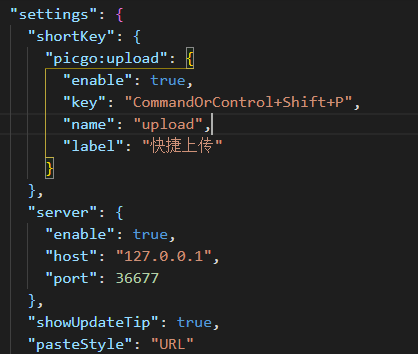 "settings": {
"shortKey": {
"picgo:upload": {
"enable": true,
"key": "CommandOrControl+Shift+P",
"name": "upload",
"label": "快捷上传"
}
},
"server": {
"enable": true,
"host": "127.0.0.1",
"port": 36677
},
"showUpdateTip": true,
"pasteStyle": "URL"